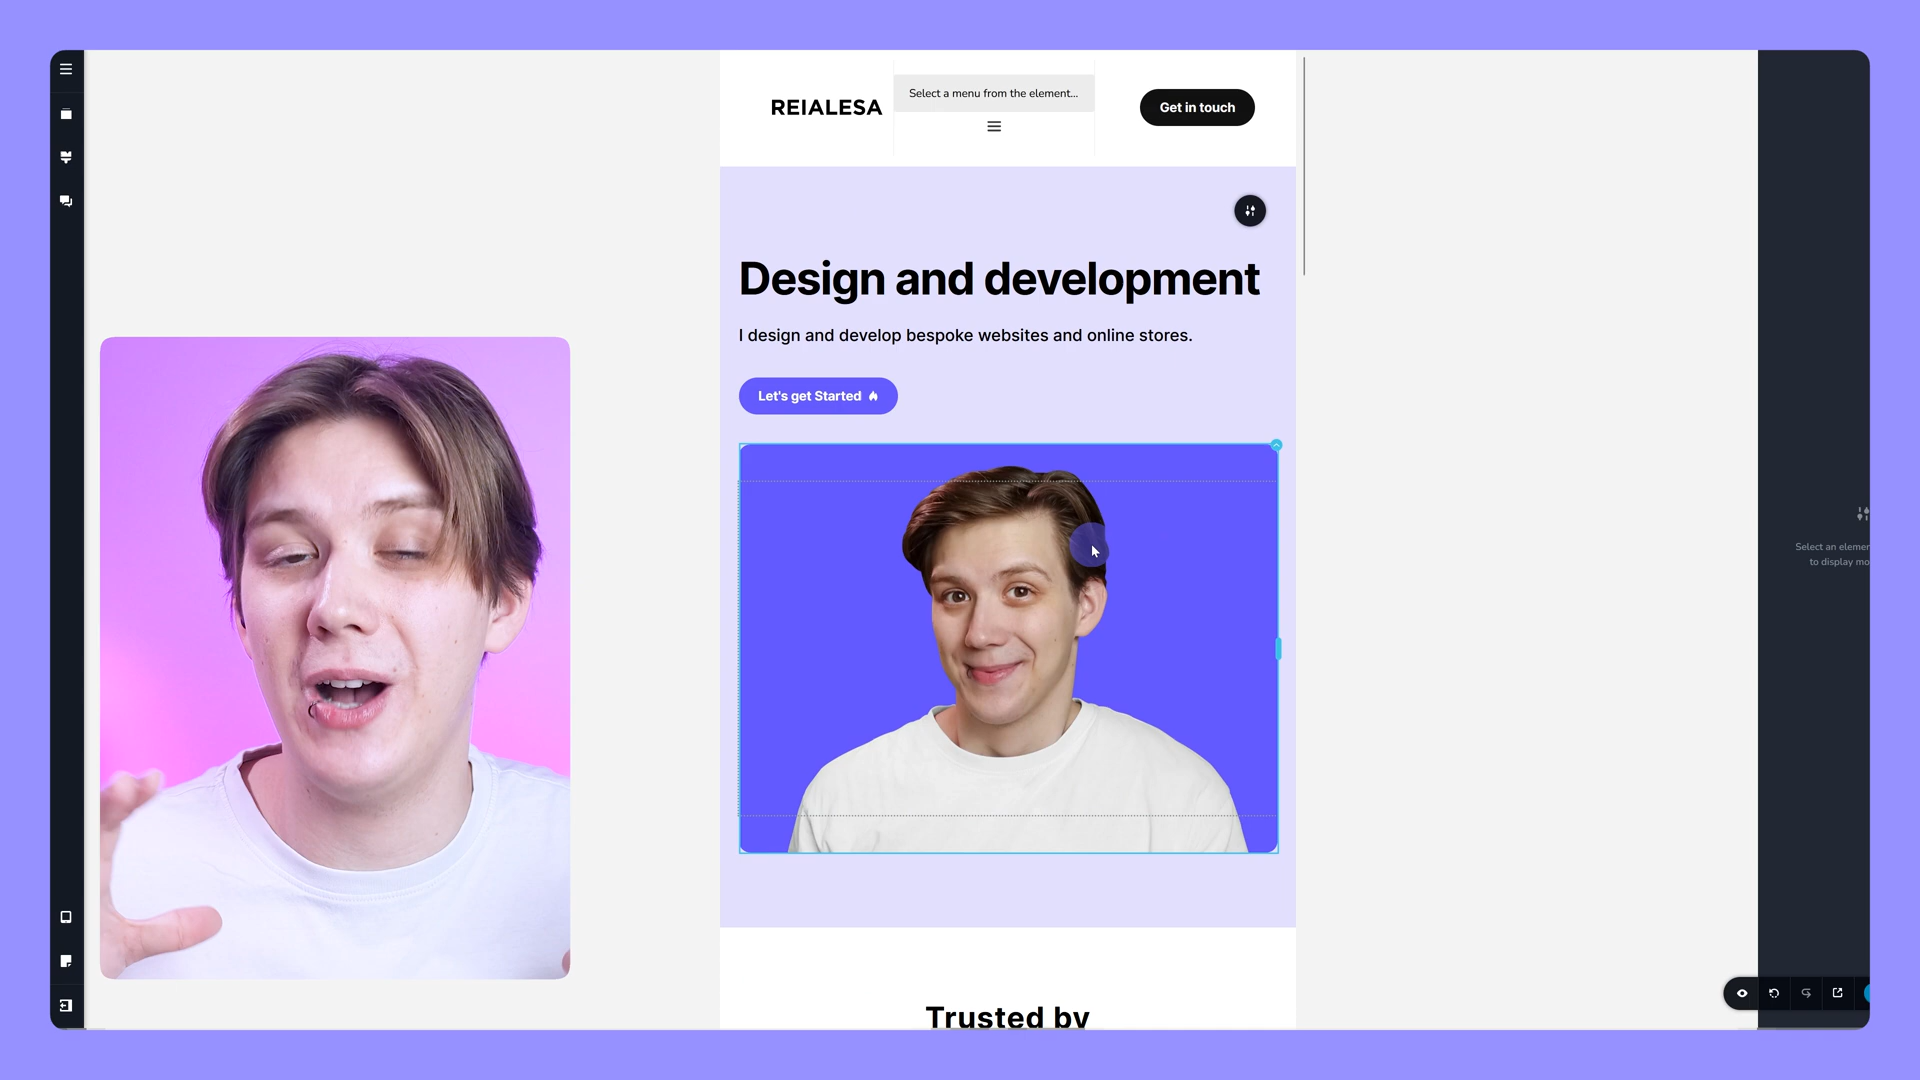 REIALESA
Select a menu from the element...
Get in touch
Design and development
I design and develop bespoke websites and online stores.
Let's get Started
Trusted by
Select an elemen
to display mo